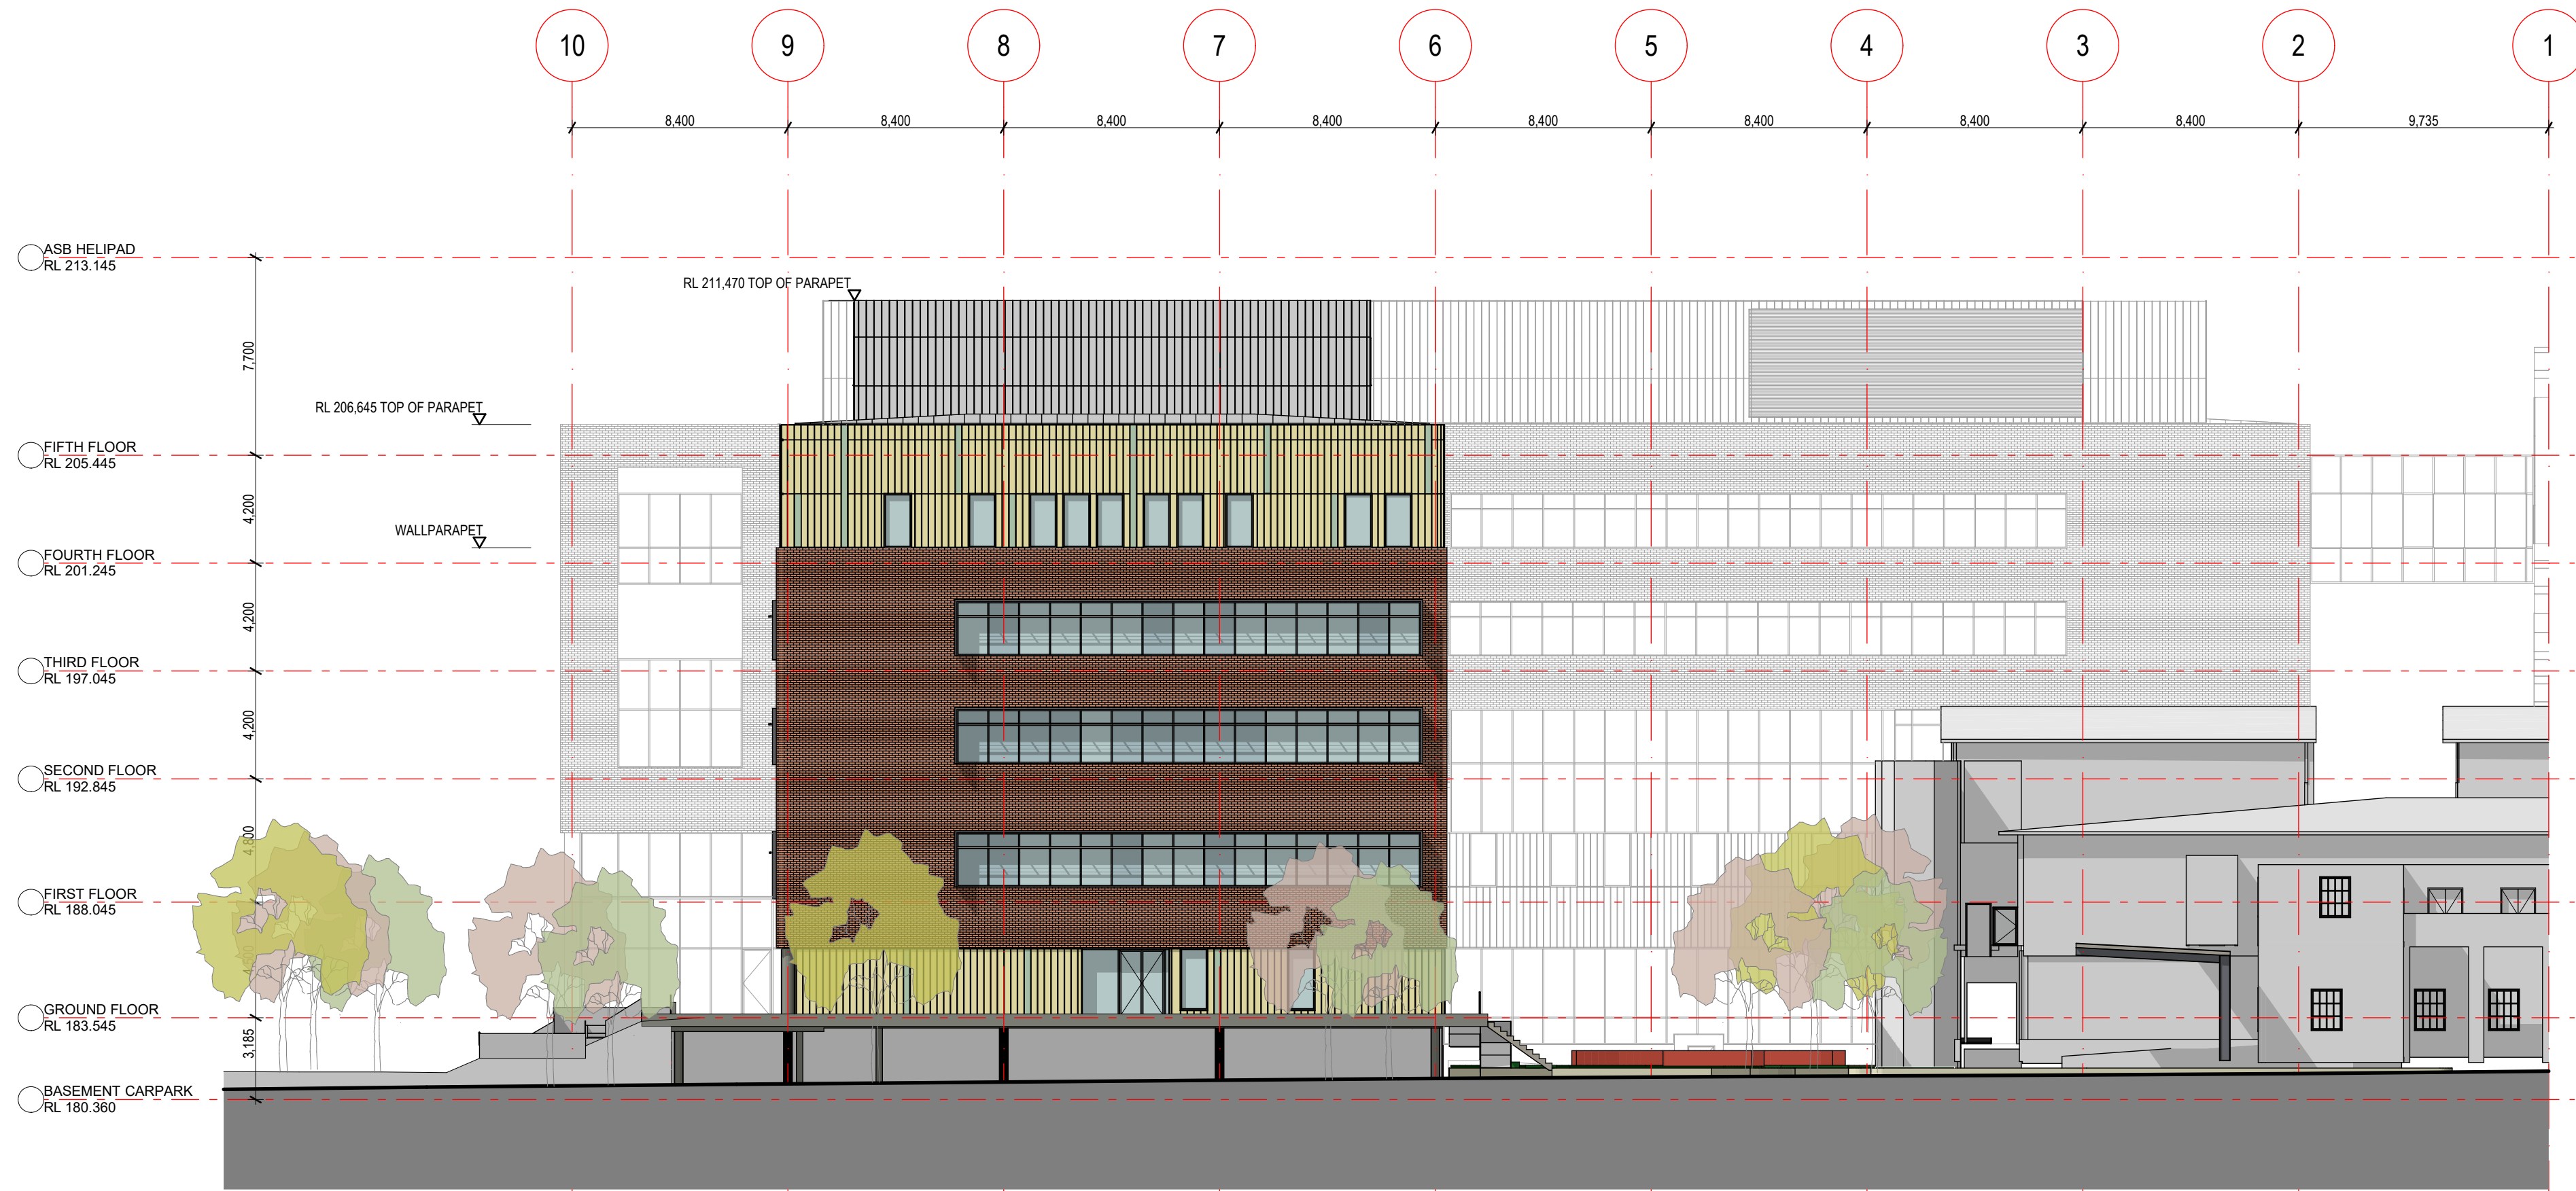 10 9 8 7 6 5 4 3 2 1
8,400 8,400 8,400 8,400 8,400 8,400 8,400 8,400 9,735
ASB HELIPAD
RL 213.145
RL 211,470 TOP OF PARAPET
7,700
RL 206,645 TOP OF PARAPET
FIFTH FLOOR
RL 205.445
4,200
WALLPARAPET
FOURTH FLOOR
RL 201.245
4,200
THIRD FLOOR
RL 197.045
4,200
SECOND FLOOR
RL 192.845
4,800
FIRST FLOOR
RL 188.045
GROUND FLOOR
RL 183.545
3,185
BASEMENT CARPARK
RL 180.360